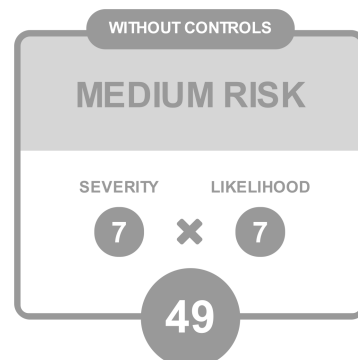 WITHOUT CONTROLS
MEDIUM RISK
SEVERITY LIKELIHOOD
7 × 7
49